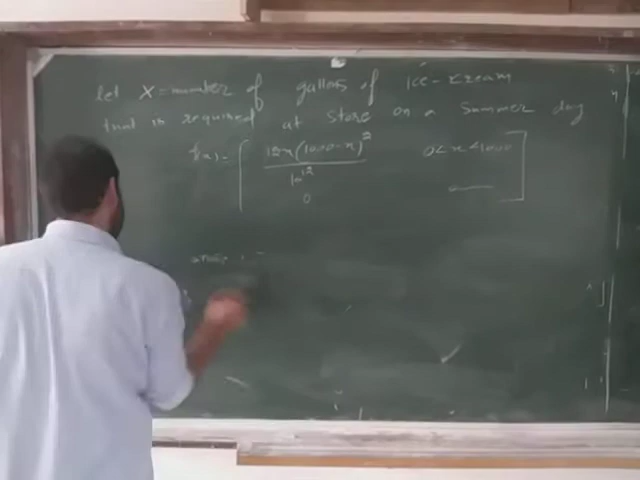 let X = number of gallons of ice-cream
that is required at store on a summer day
f(x) = { 12x(1000-x)^2 / 10^12 0<x<1000
0 ——